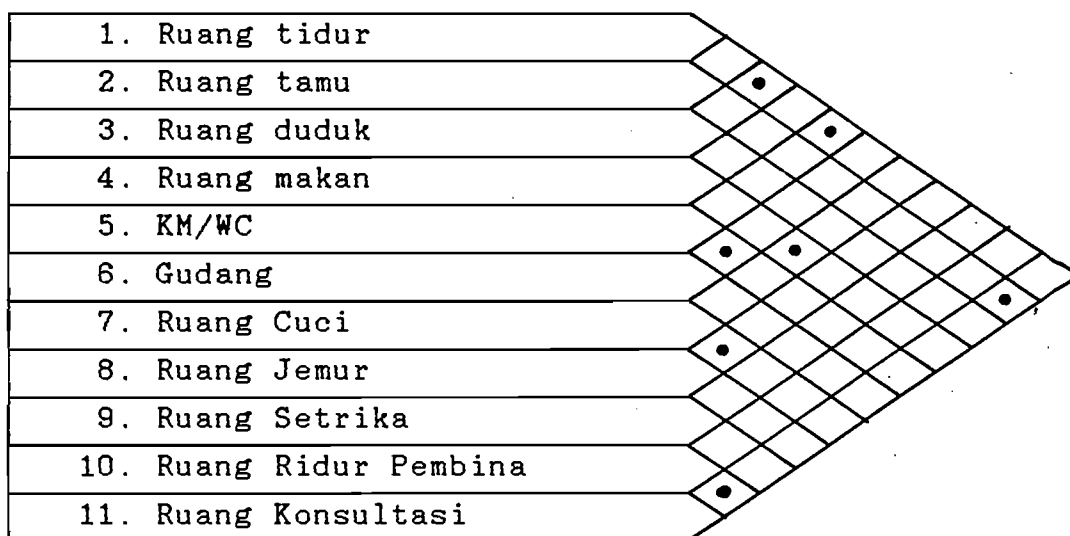 1. Ruang tidur
2. Ruang tamu
3. Ruang duduk
4. Ruang makan
5. KM/WC
6. Gudang
7. Ruang Cuci
8. Ruang Jemur
9. Ruang Setrika
10. Ruang Ridur Pembina
11. Ruang Konsultasi